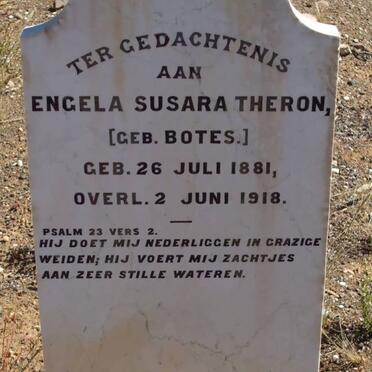 TER GEDACHTENIS
AAN
ENGELA SUSARA THERON,
[GEB. BOTES.]
GEB. 26 JULI 1881,
OVERL. 2 JUNI 1918.
PSALM 23 VERS 2.
HIJ DOET MIJ NEDERLIGGEN IN GRAZIGE
WEIDEN; HIJ VOERT MIJ ZACHTJES
AAN ZEER STILLE WATEREN.